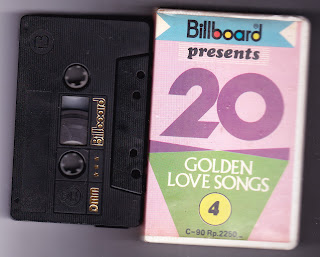 Billboard
presents
20
GOLDEN
LOVE SONGS
4
C-90 Rp.2250
Billboard